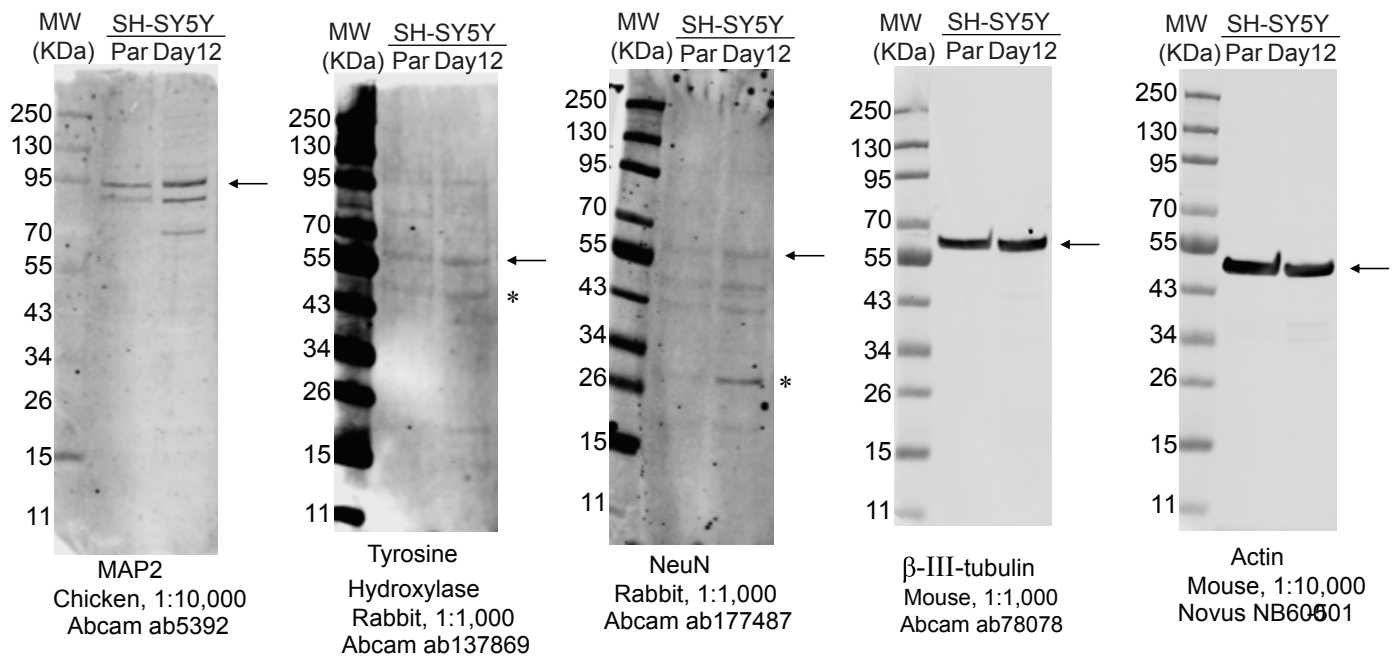 MW
(KDa)
SH-SY5Y
Par Day12
250
130
95
70
55
43
34
26
15
11
MAP2
Chicken, 1:10,000
Abcam ab5392
MW
(KDa)
SH-SY5Y
Par Day12
250
130
95
70
55
43
34
26
15
11
*
Tyrosine
Hydroxylase
Rabbit, 1:1,000
Abcam ab137869
MW
(KDa)
SH-SY5Y
Par Day12
250
130
95
70
55
43
34
26
15
11
*
NeuN
Rabbit, 1:1,000
Abcam ab177487
MW
(KDa)
SH-SY5Y
Par Day12
250
130
95
70
55
43
34
26
15
11
β-III-tubulin
Mouse, 1:1,000
Abcam ab78078
MW
(KDa)
SH-SY5Y
Par Day12
250
130
95
70
55
43
34
26
15
11
Actin
Mouse, 1:10,000
Novus